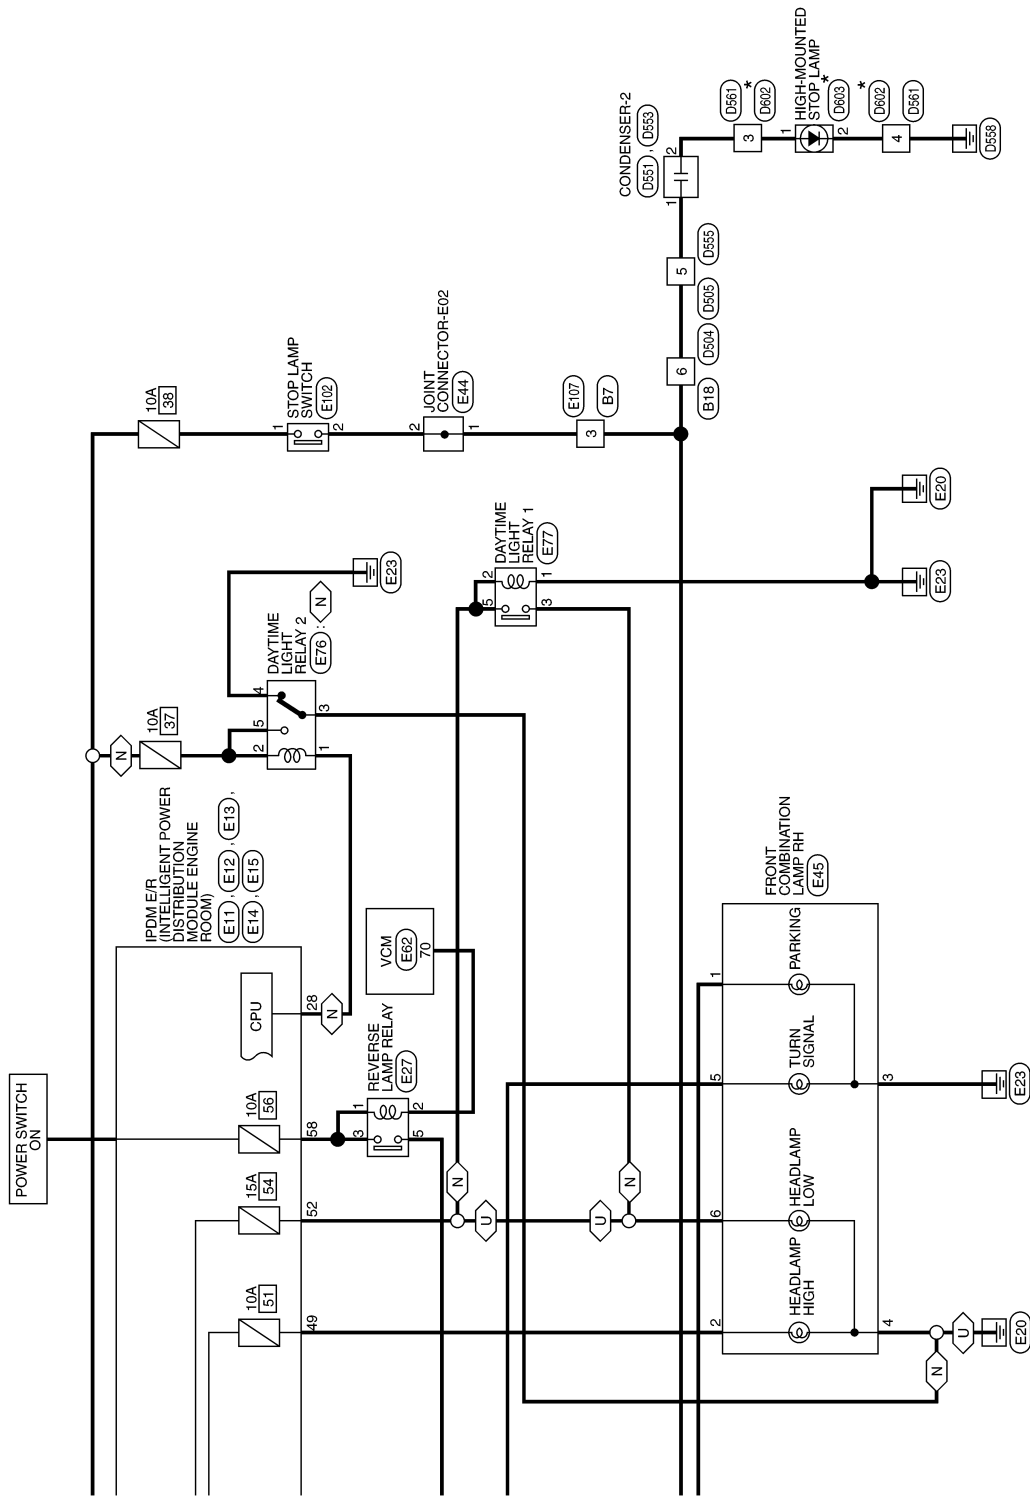 POWER SWITCH
ON
IPDM E/R
(INTELLIGENT POWER
DISTRIBUTION
MODULE ENGINE
ROOM)
E11 , E12 , E13 ,
E14 , E15
10A
51
49
15A
54
52
10A
56
58
CPU
28
N
N
10A
37
DAYTIME
LIGHT
RELAY 2
E76 : N
2
5
4
1
3
E23
10A
38
1
STOP LAMP
SWITCH
E102
2
2
JOINT
CONNECTOR-E02
E44
1
3
E107
B7
REVERSE
LAMP RELAY
E27
3
1
5
2
VCM
E62
70
DAYTIME
LIGHT
RELAY 1
E77
5
2
3
1
E23
E20
N
U
U
N
6
B18
D504
5
D505
D555
CONDENSER-2
D551 , D553
1
2
3
D561
*
D602
HIGH-MOUNTED
STOP LAMP
*
D603
1
2
4
*
D602
D561
D558
FRONT
COMBINATION
LAMP RH
E45
2
6
5
1
HEADLAMP
HIGH
HEADLAMP
LOW
TURN
SIGNAL
PARKING
4
3
N
U
E20
E23